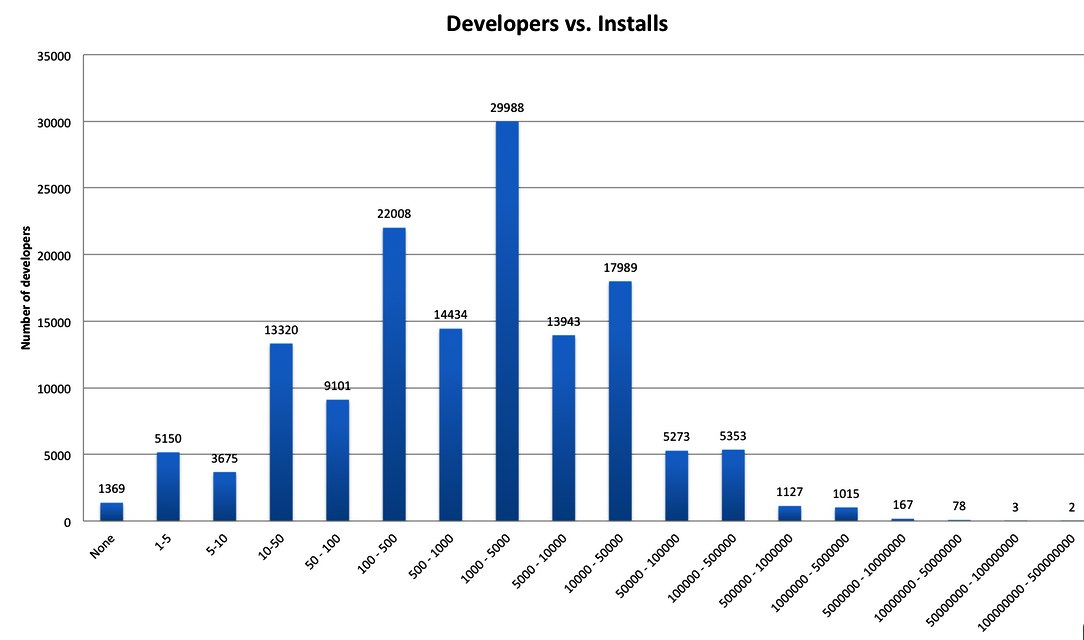 Developers vs. Installs
Number of developers
35000
30000
25000
20000
15000
10000
5000
0
1369
5150
3675
13320
9101
22008
14434
29988
13943
17989
5273
5353
1127
1015
167
78
3
2
None
1-5
5-10
10-50
50 - 100
100 - 500
500 - 1000
1000 - 5000
5000 - 10000
10000 - 50000
50000 - 100000
100000 - 500000
500000 - 1000000
1000000 - 5000000
5000000 - 10000000
10000000 - 50000000
50000000 - 100000000
100000000 - 500000000